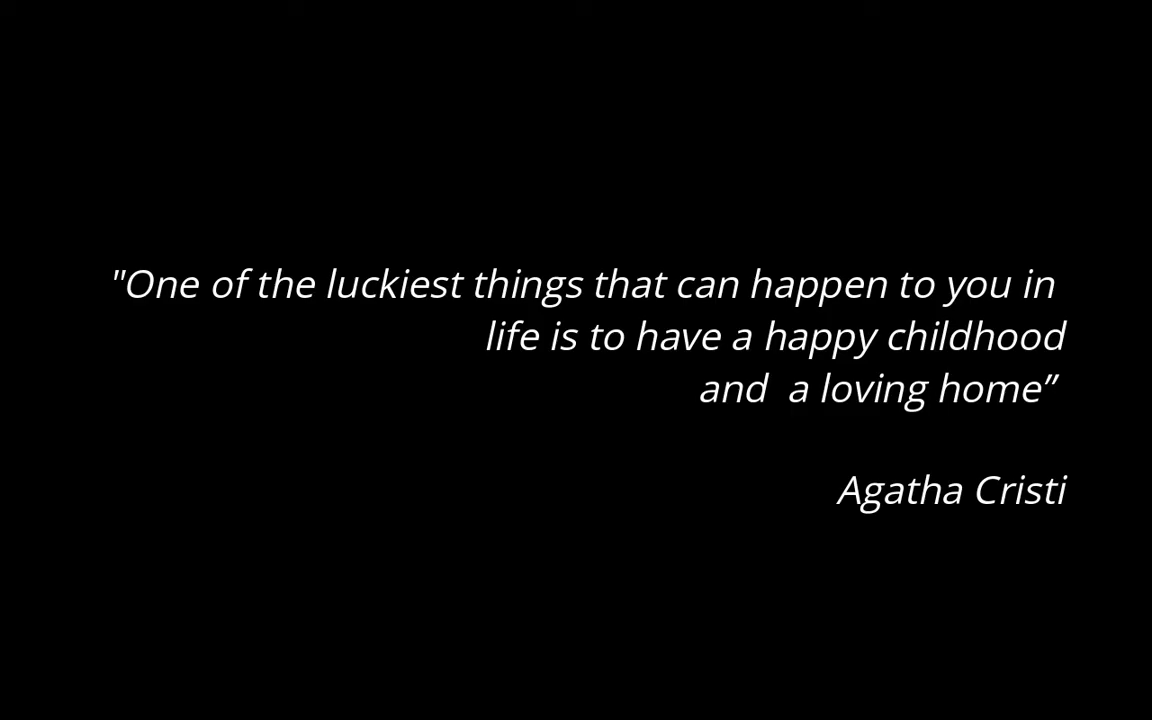 "One of the luckiest things that can happen to you in
life is to have a happy childhood
and  a loving home”
Agatha Cristi